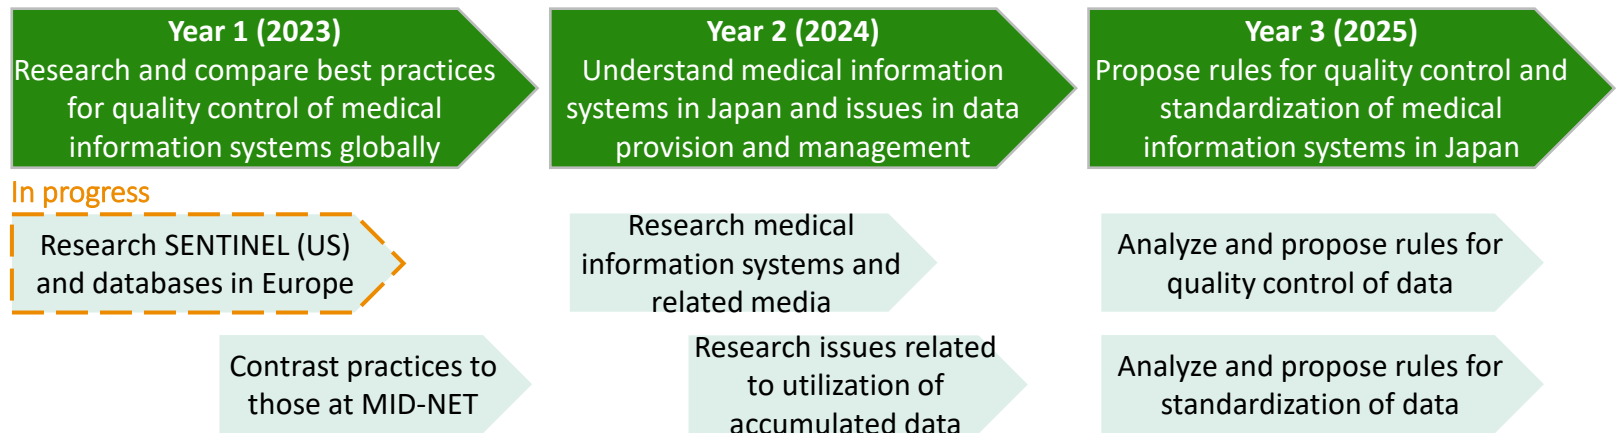 Year 1 (2023)
Research and compare best practices
for quality control of medical
information systems globally
Year 2 (2024)
Understand medical information
systems in Japan and issues in data
provision and management
Year 3 (2025)
Propose rules for quality control and
standardization of medical
information systems in Japan
In progress
Research SENTINEL (US)
and databases in Europe
Research medical
information systems and
related media
Analyze and propose rules for
quality control of data
Contrast practices to
those at MID-NET
Research issues related
to utilization of
accumulated data
Analyze and propose rules for
standardization of data